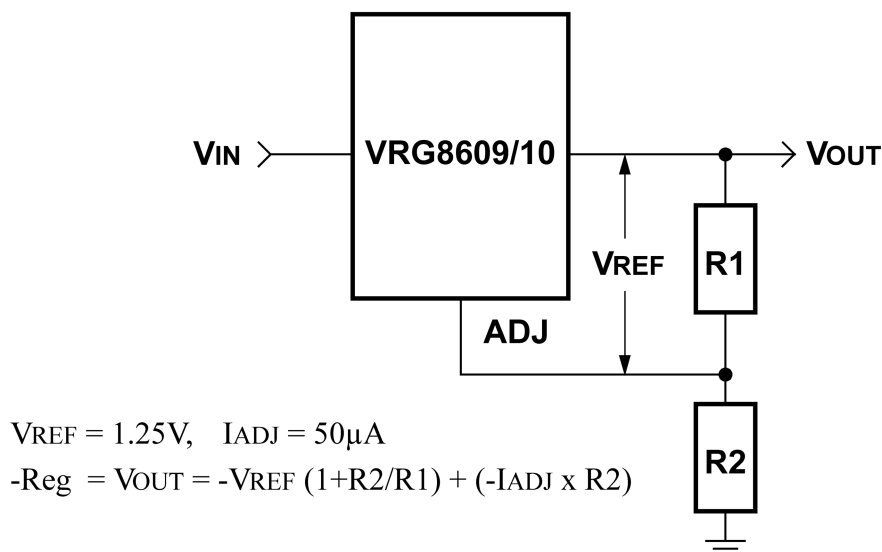 VIN
VRG8609/10
VOUT
VREF
R1
ADJ
R2
VREF = 1.25V, IADJ = 50µA
-Reg = VOUT = -VREF (1+R2/R1) + (-IADJ x R2)